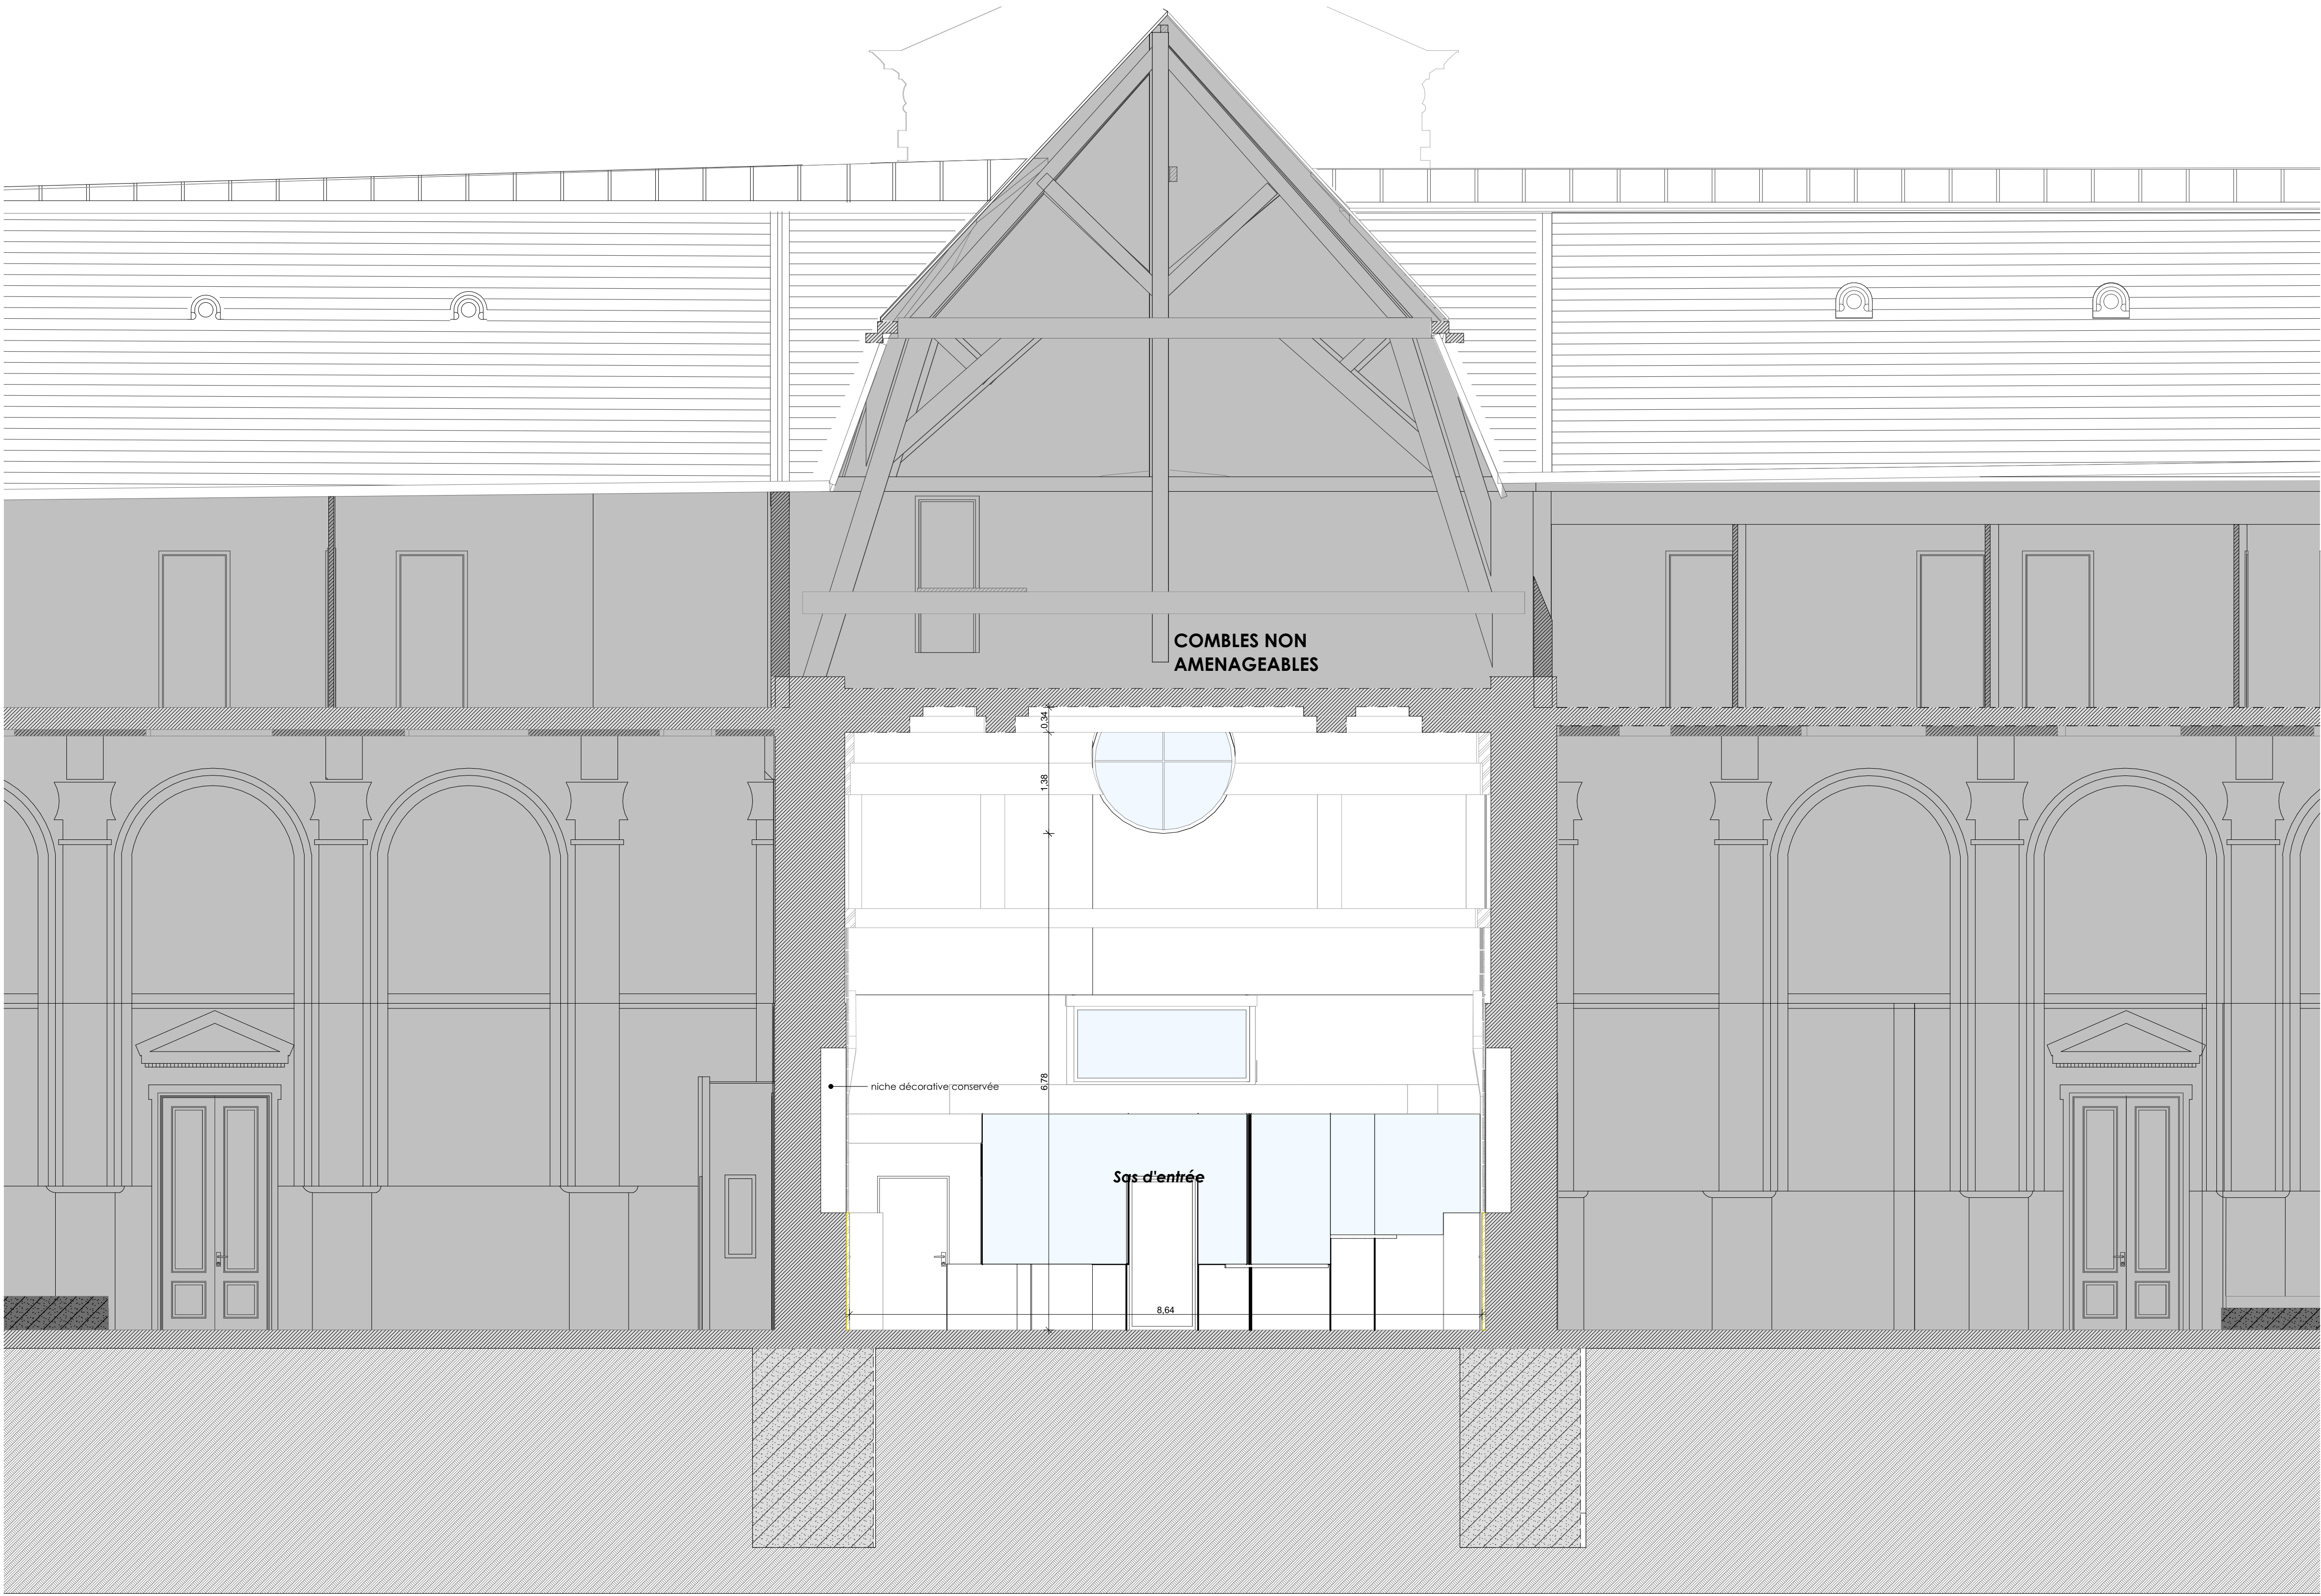 COMBLES NON
AMENAGEABLES
0,34
1,38
niche décorative conservée
6,78
Sas d'entrée
8,64